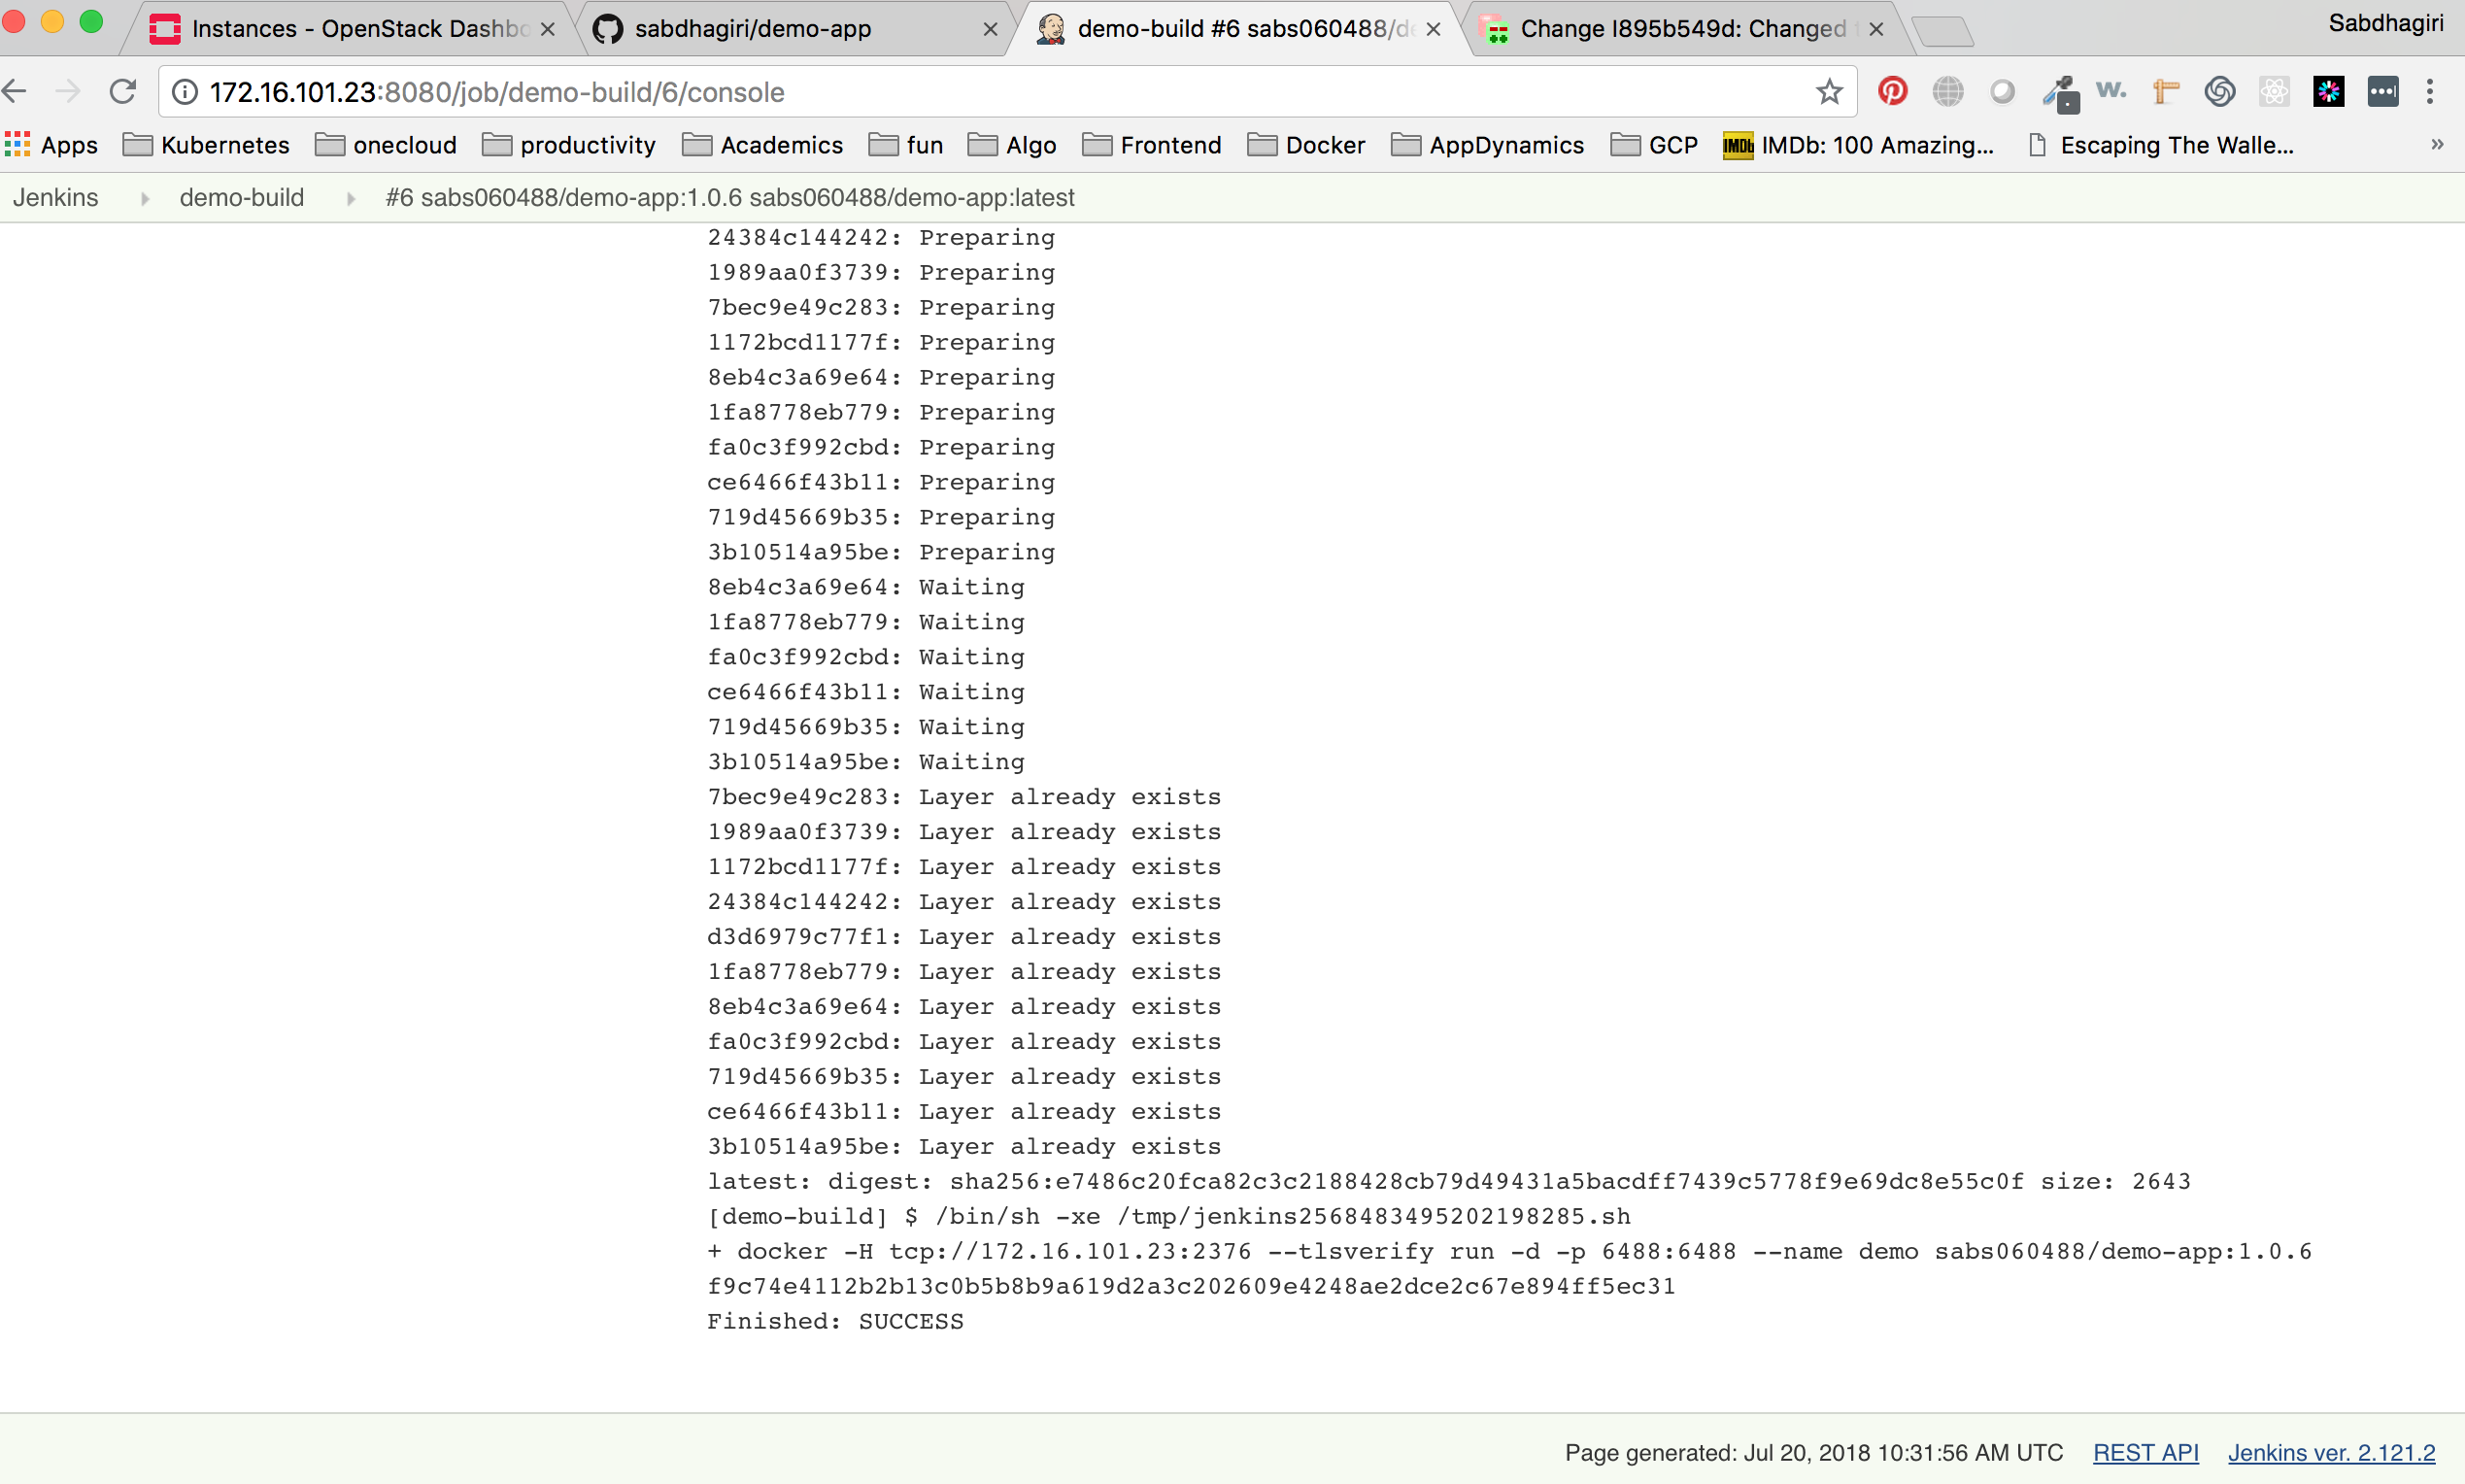 Instances - OpenStack Dashbo
sabdhagiri/demo-app
demo-build #6 sabs060488/de
Change I895b549d: Changed
Sabdhagiri
172.16.101.23:8080/job/demo-build/6/console
Apps
Kubernetes
onecloud
productivity
Academics
fun
Algo
Frontend
Docker
AppDynamics
GCP
IMDb: 100 Amazing...
Escaping The Walle...
»
Jenkins
demo-build
#6 sabs060488/demo-app:1.0.6 sabs060488/demo-app:latest
24384c144242: Preparing
1989aa0f3739: Preparing
7bec9e49c283: Preparing
1172bcd1177f: Preparing
8eb4c3a69e64: Preparing
1fa8778eb779: Preparing
fa0c3f992cbd: Preparing
ce6466f43b11: Preparing
719d45669b35: Preparing
3b10514a95be: Preparing
8eb4c3a69e64: Waiting
1fa8778eb779: Waiting
fa0c3f992cbd: Waiting
ce6466f43b11: Waiting
719d45669b35: Waiting
3b10514a95be: Waiting
7bec9e49c283: Layer already exists
1989aa0f3739: Layer already exists
1172bcd1177f: Layer already exists
24384c144242: Layer already exists
d3d6979c77f1: Layer already exists
1fa8778eb779: Layer already exists
8eb4c3a69e64: Layer already exists
fa0c3f992cbd: Layer already exists
719d45669b35: Layer already exists
ce6466f43b11: Layer already exists
3b10514a95be: Layer already exists
latest: digest: sha256:e7486c20fca82c3c2188428cb79d49431a5bacdff7439c5778f9e69dc8e55c0f size: 2643
[demo-build] $ /bin/sh -xe /tmp/jenkins2568483495202198285.sh
+ docker -H tcp://172.16.101.23:2376 --tlsverify run -d -p 6488:6488 --name demo sabs060488/demo-app:1.0.6
f9c74e4112b2b13c0b5b8b9a619d2a3c202609e4248ae2dce2c67e894ff5ec31
Finished: SUCCESS
Page generated: Jul 20, 2018 10:31:56 AM UTC
REST API
Jenkins ver. 2.121.2